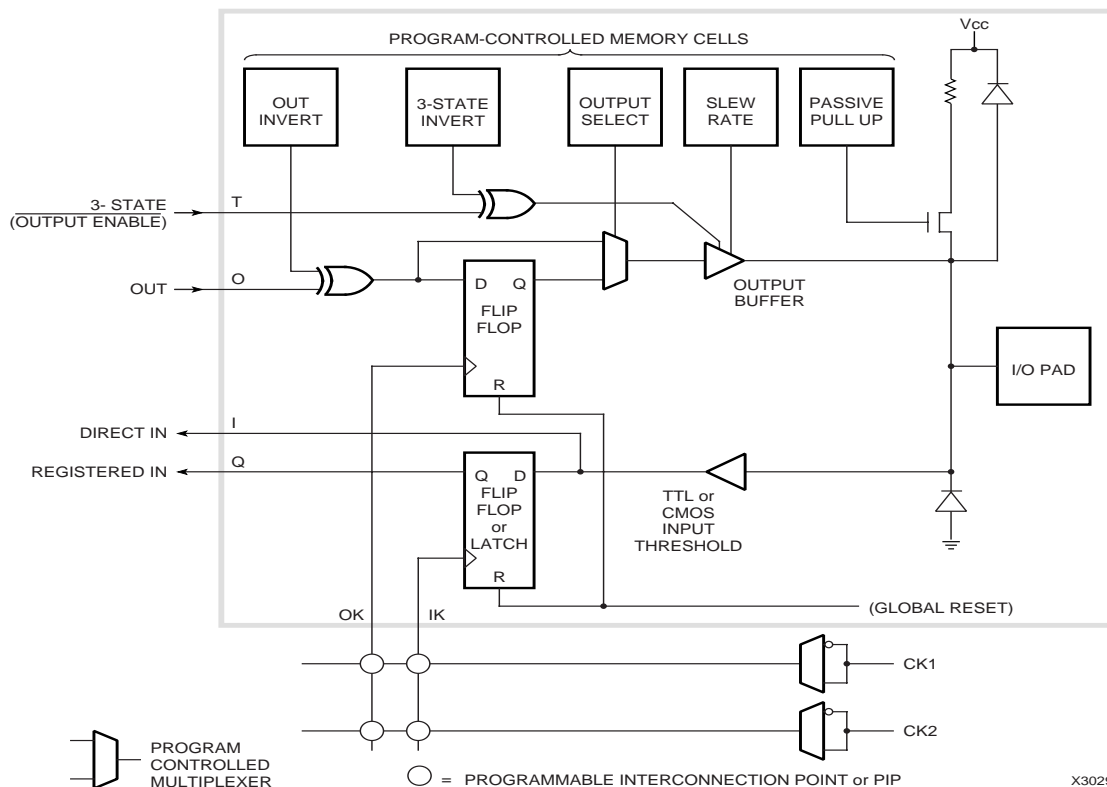 Vcc
PROGRAM-CONTROLLED MEMORY CELLS
OUT
INVERT
3-STATE
INVERT
OUTPUT
SELECT
SLEW
RATE
PASSIVE
PULL UP
3- STATE
(OUTPUT ENABLE)
T
OUT
O
D
Q
FLIP
FLOP
R
OUTPUT
BUFFER
I/O PAD
DIRECT IN
I
REGISTERED IN
Q
Q
D
FLIP
FLOP
or
LATCH
R
TTL or
CMOS
INPUT
THRESHOLD
OK
IK
(GLOBAL RESET)
CK1
CK2
PROGRAM
CONTROLLED
MULTIPLEXER
= PROGRAMMABLE INTERCONNECTION POINT or PIP
X3029